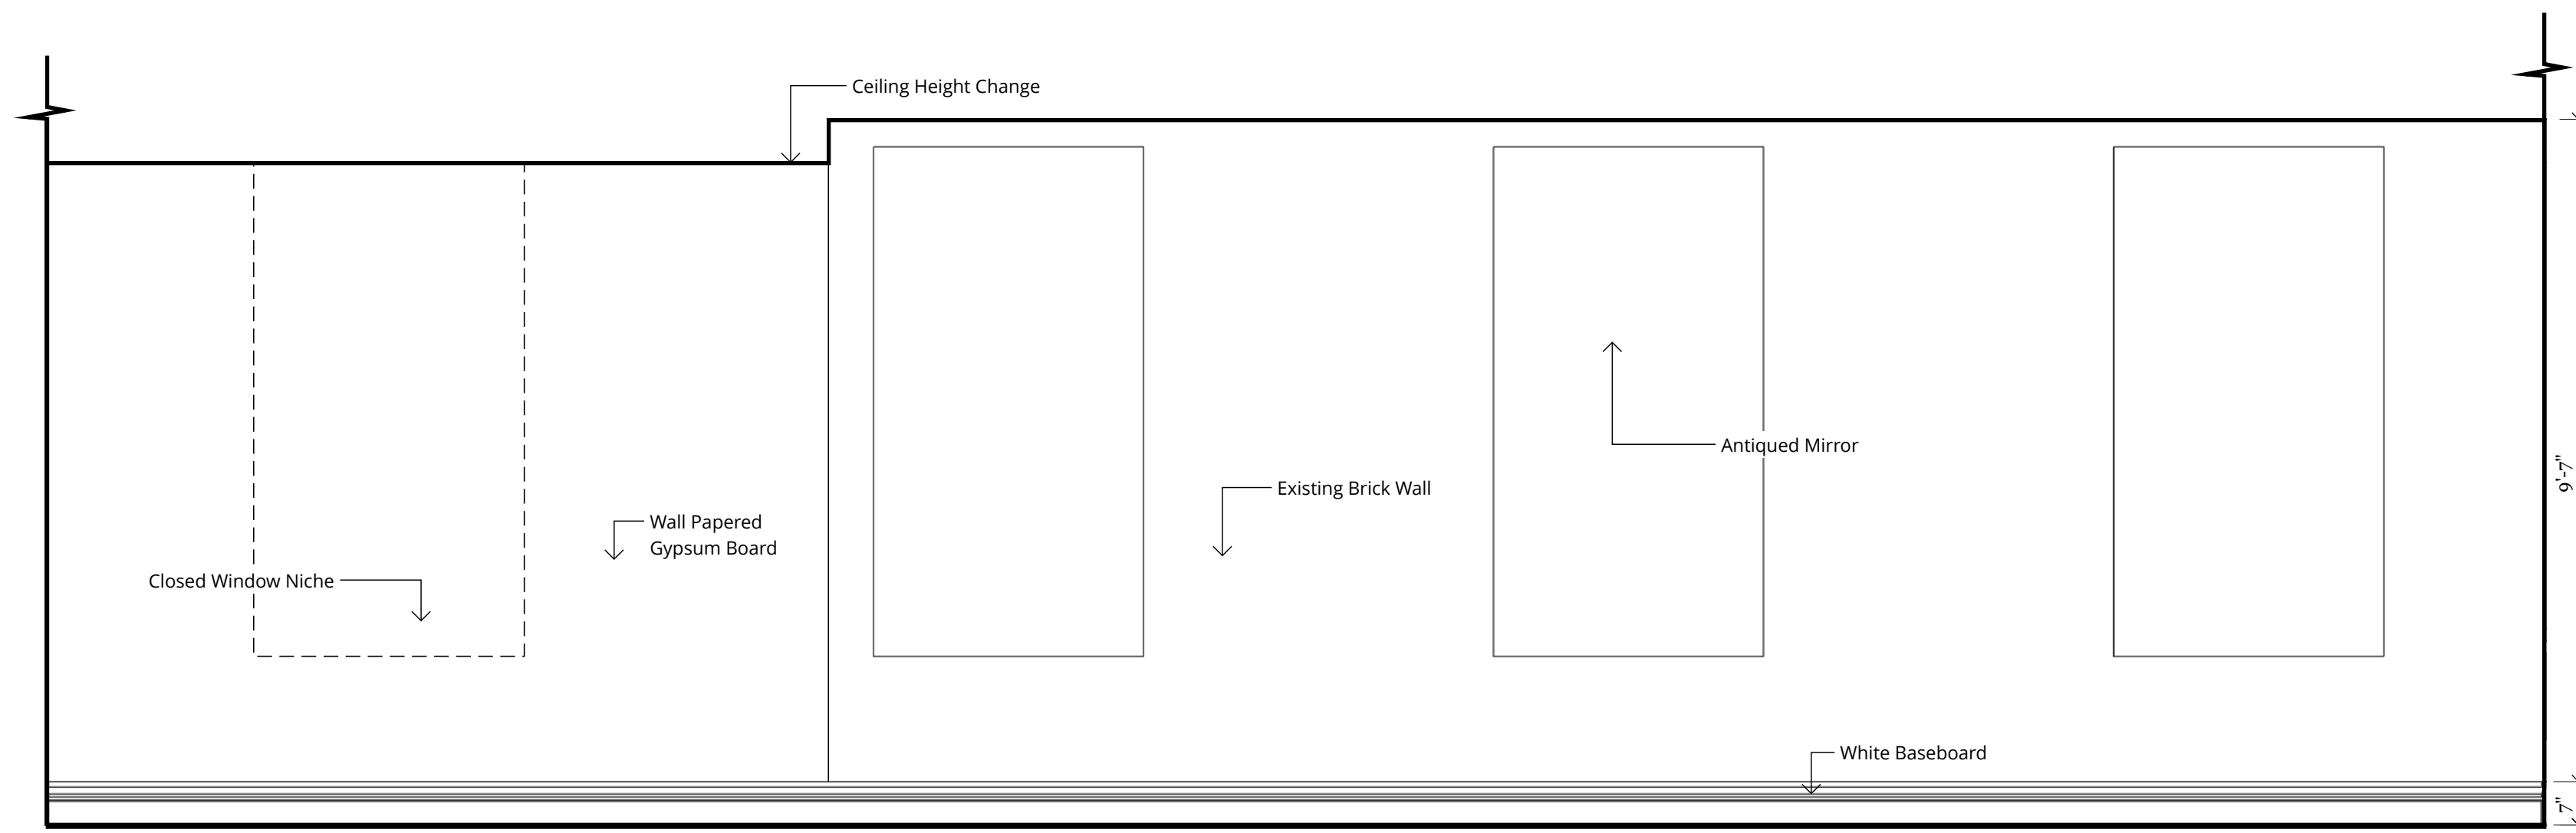 Ceiling Height Change
Antiqued Mirror
9'-7"
Existing Brick Wall
Wall Papered
Gypsum Board
Closed Window Niche
White Baseboard
7"